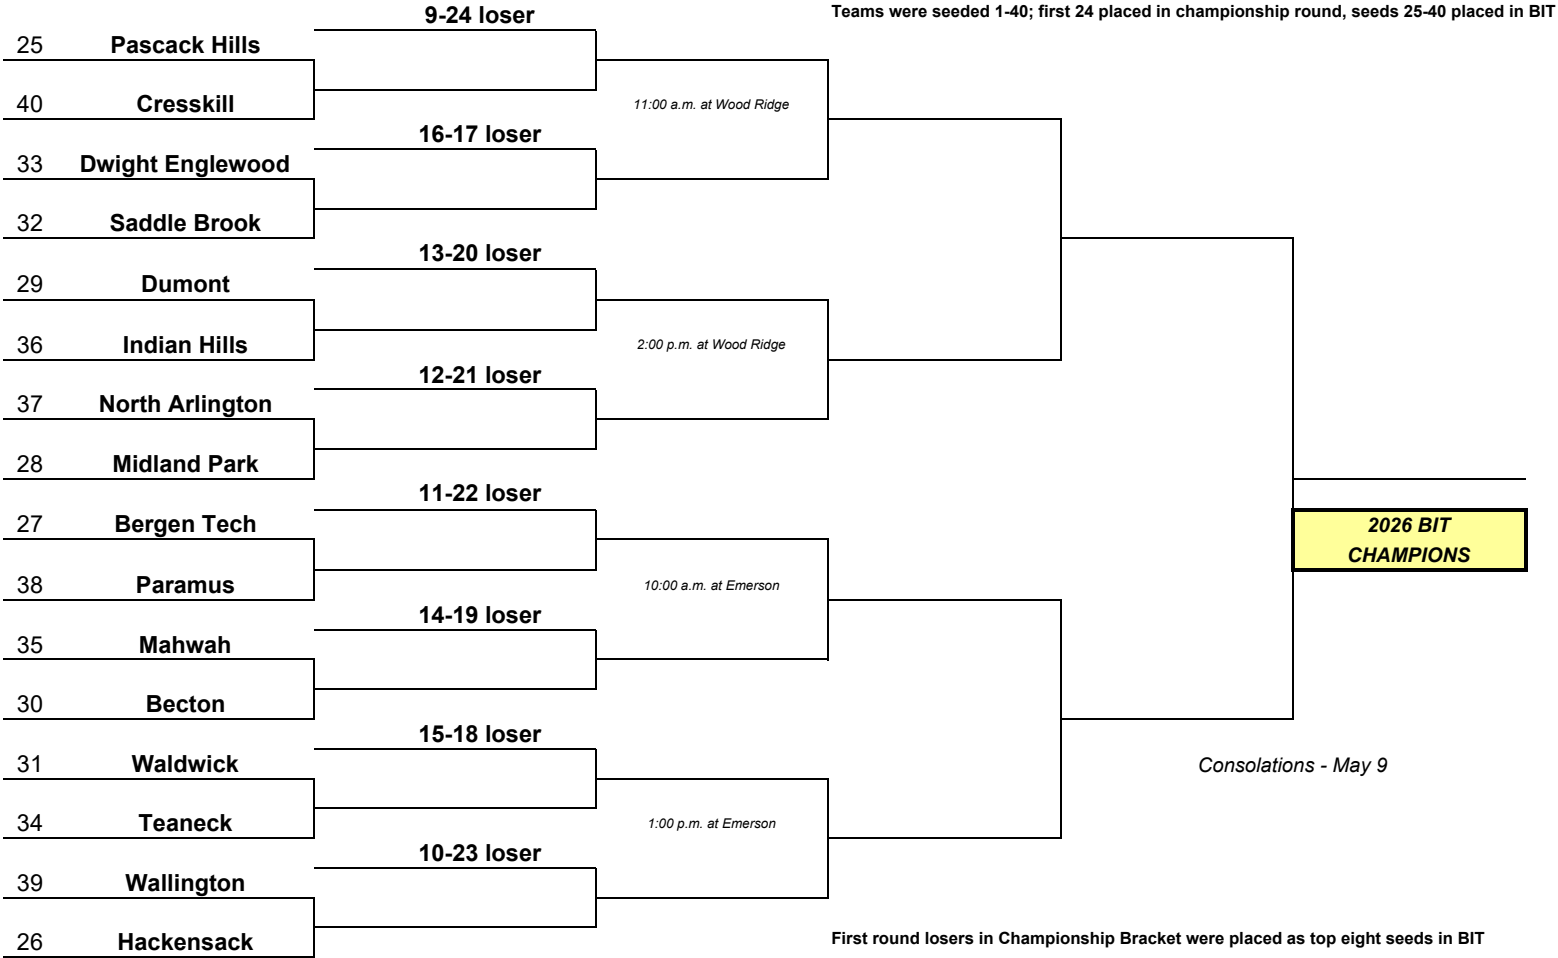 9-24 loser
Teams were seeded 1-40; first 24 placed in championship round, seeds 25-40 placed in BIT
25 Pascack Hills
40 Cresskill
11:00 a.m. at Wood Ridge
16-17 loser
33 Dwight Englewood
32 Saddle Brook
13-20 loser
29 Dumont
36 Indian Hills
2:00 p.m. at Wood Ridge
12-21 loser
37 North Arlington
28 Midland Park
11-22 loser
27 Bergen Tech
2026 BIT
CHAMPIONS
38 Paramus
10:00 a.m. at Emerson
14-19 loser
35 Mahwah
30 Becton
15-18 loser
31 Waldwick
Consolations - May 9
34 Teaneck
1:00 p.m. at Emerson
10-23 loser
39 Wallington
26 Hackensack
First round losers in Championship Bracket were placed as top eight seeds in BIT